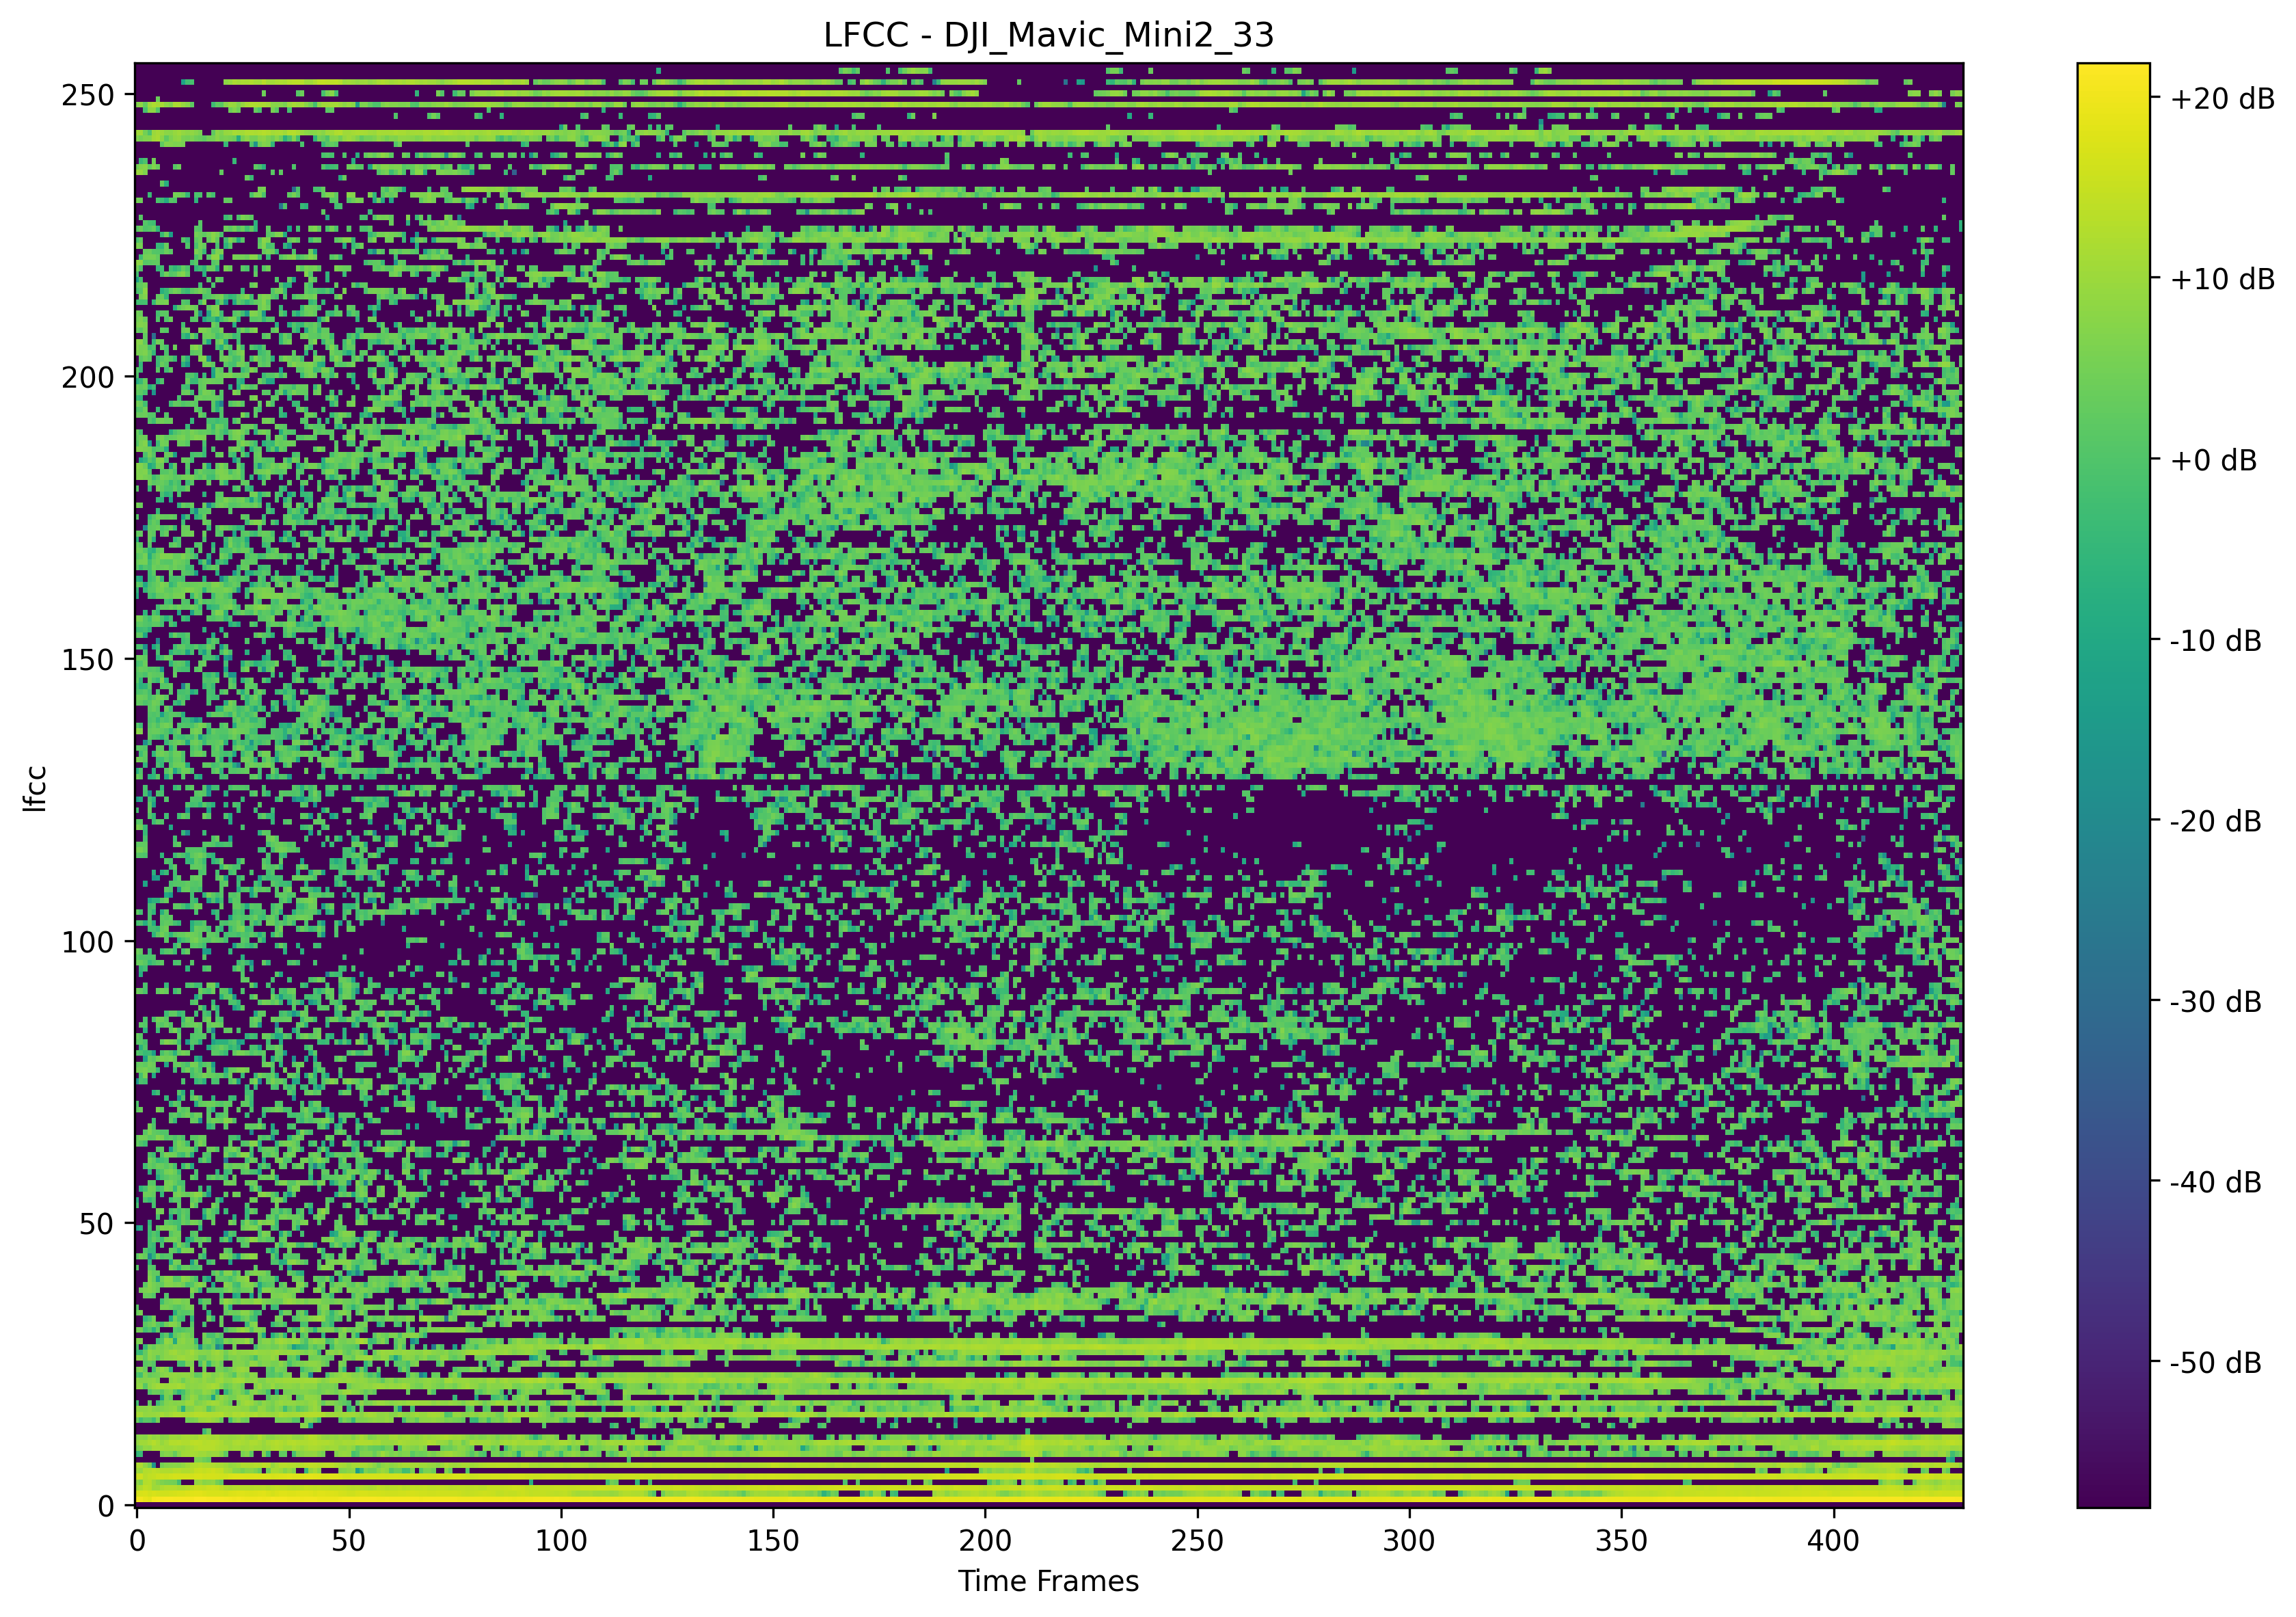 LFCC - DJI_Mavic_Mini2_33
250
200
150
100
50
0
lfcc
0 50 100 150 200 250 300 350 400
Time Frames
+20 dB
+10 dB
+0 dB
-10 dB
-20 dB
-30 dB
-40 dB
-50 dB